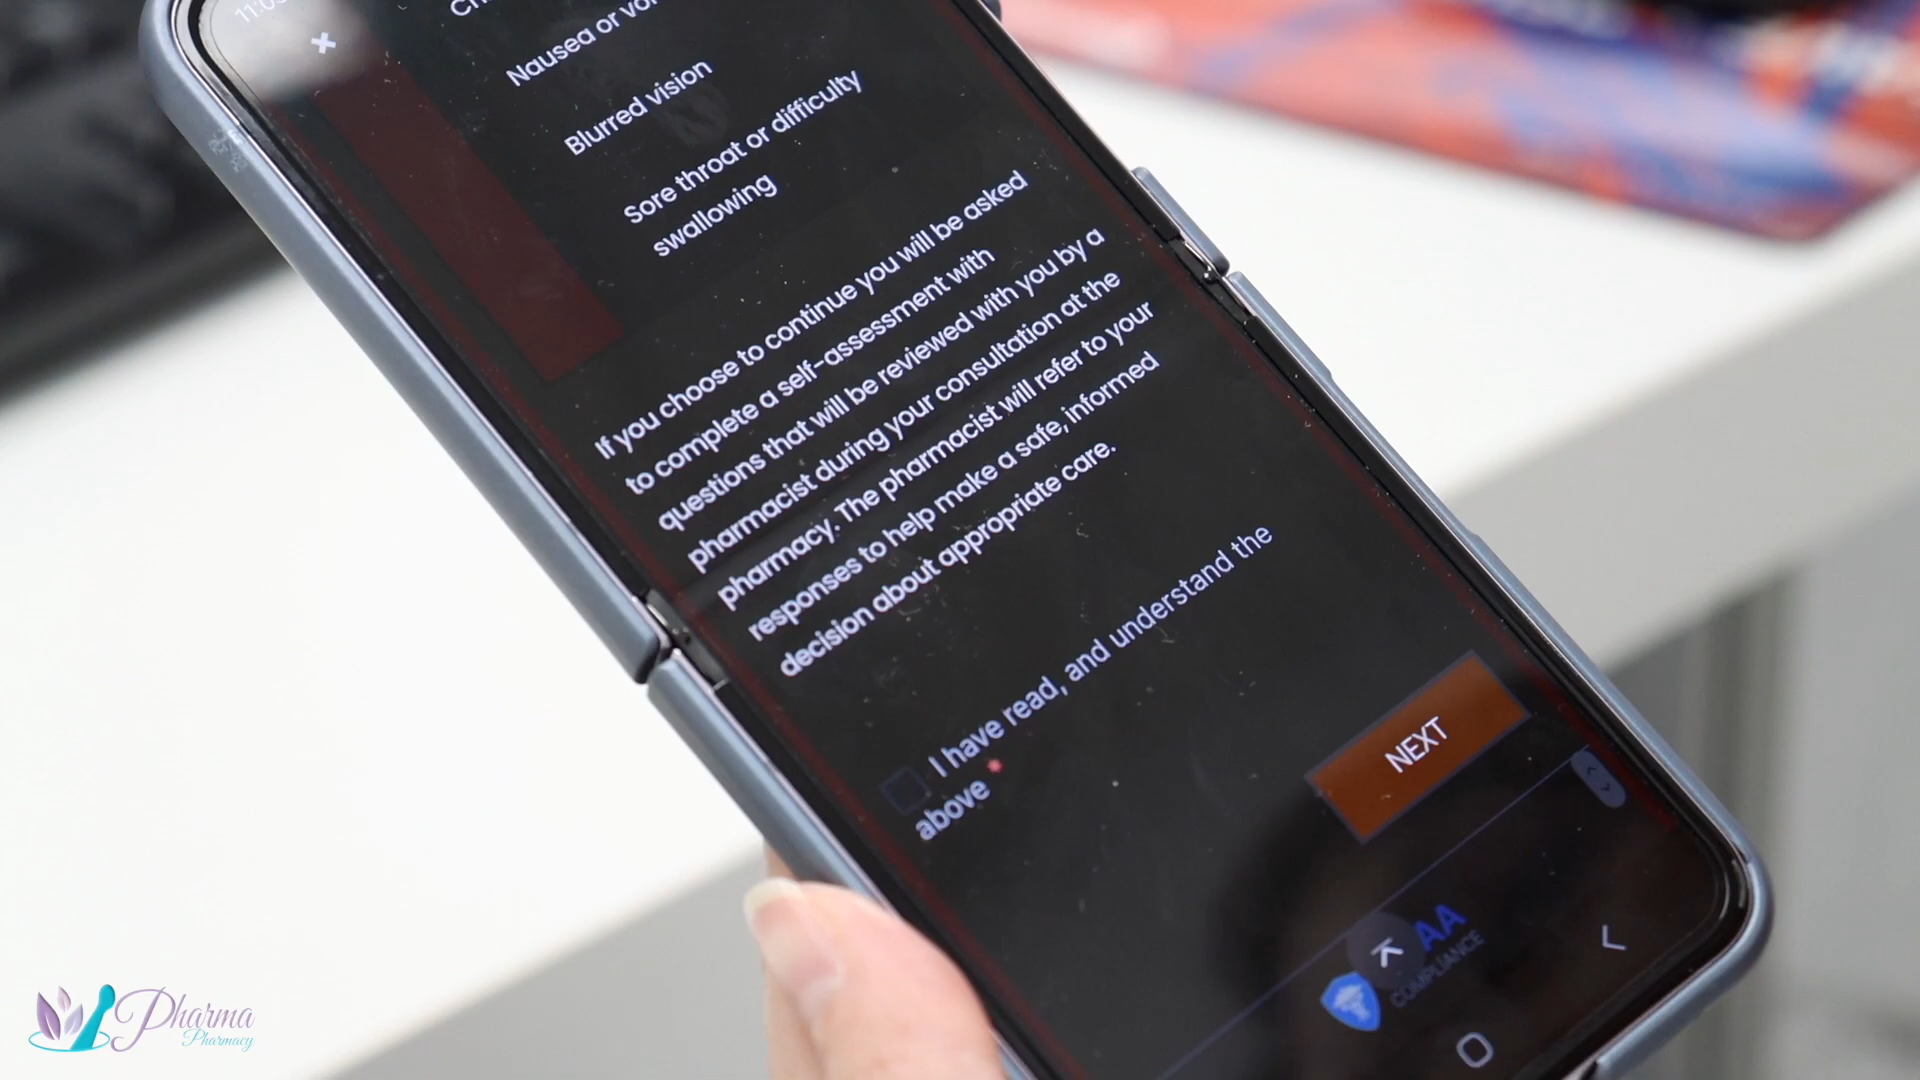 Nausea or
Blurred vision
Sore throat or difficulty
swallowing
If you choose to continue you will be asked
to complete a self-assessment with
questions that will be reviewed with you by a
pharmacist during your consultation at the
pharmacy. The pharmacist will refer to your
responses to help make a safe, informed
decision about appropriate care.
I have read, and understand the
above *
NEXT
COMPLIANCE
Pharma
Pharmacy